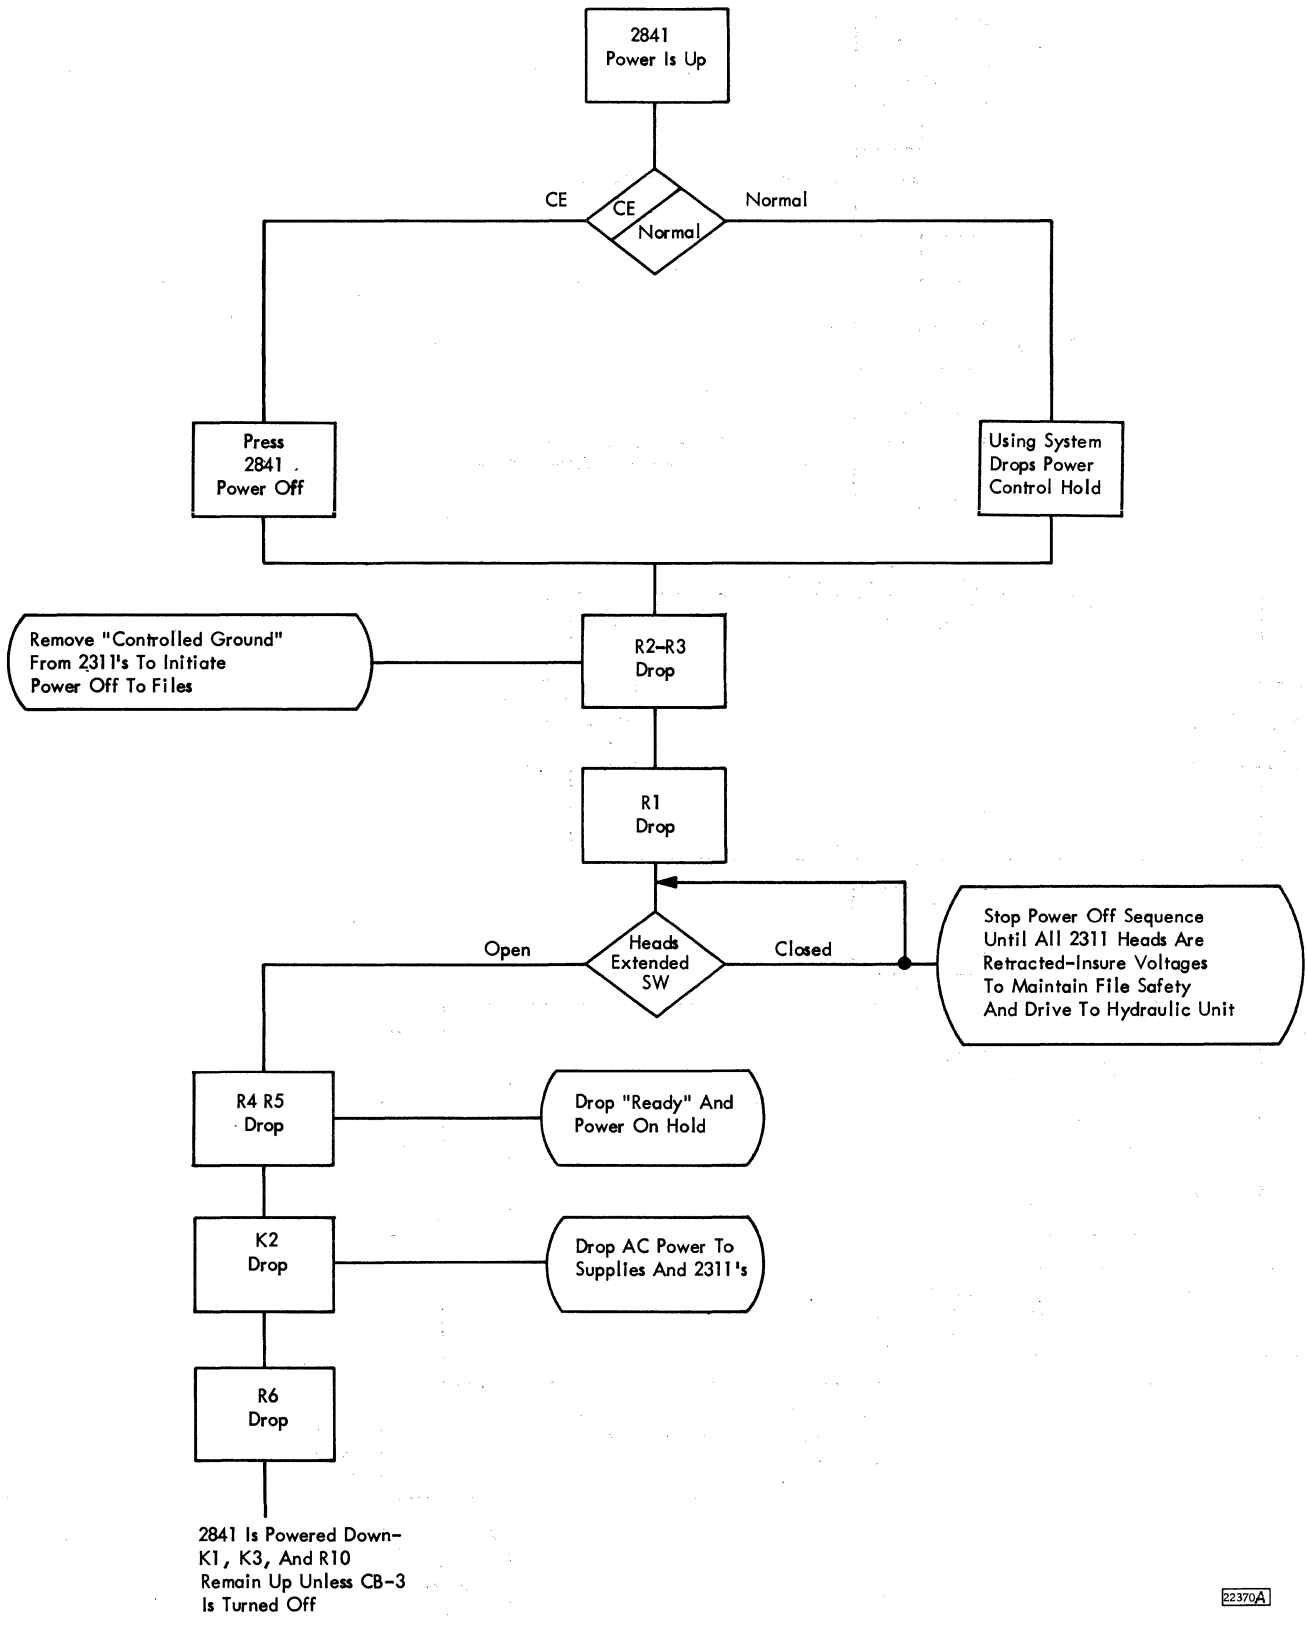 2841
Power Is Up
CE
CE
Normal
Normal
Press
2841
Power Off
Using System
Drops Power
Control Hold
Remove "Controlled Ground"
From 2311's To Initiate
Power Off To Files
R2-R3
Drop
R1
Drop
Open
Heads
Extended
SW
Closed
Stop Power Off Sequence
Until All 2311 Heads Are
Retracted-Insure Voltages
To Maintain File Safety
And Drive To Hydraulic Unit
R4 R5
Drop
Drop "Ready" And
Power On Hold
K2
Drop
Drop AC Power To
Supplies And 2311's
R6
Drop
2841 Is Powered Down-
K1, K3, And R10
Remain Up Unless CB-3
Is Turned Off
22370A